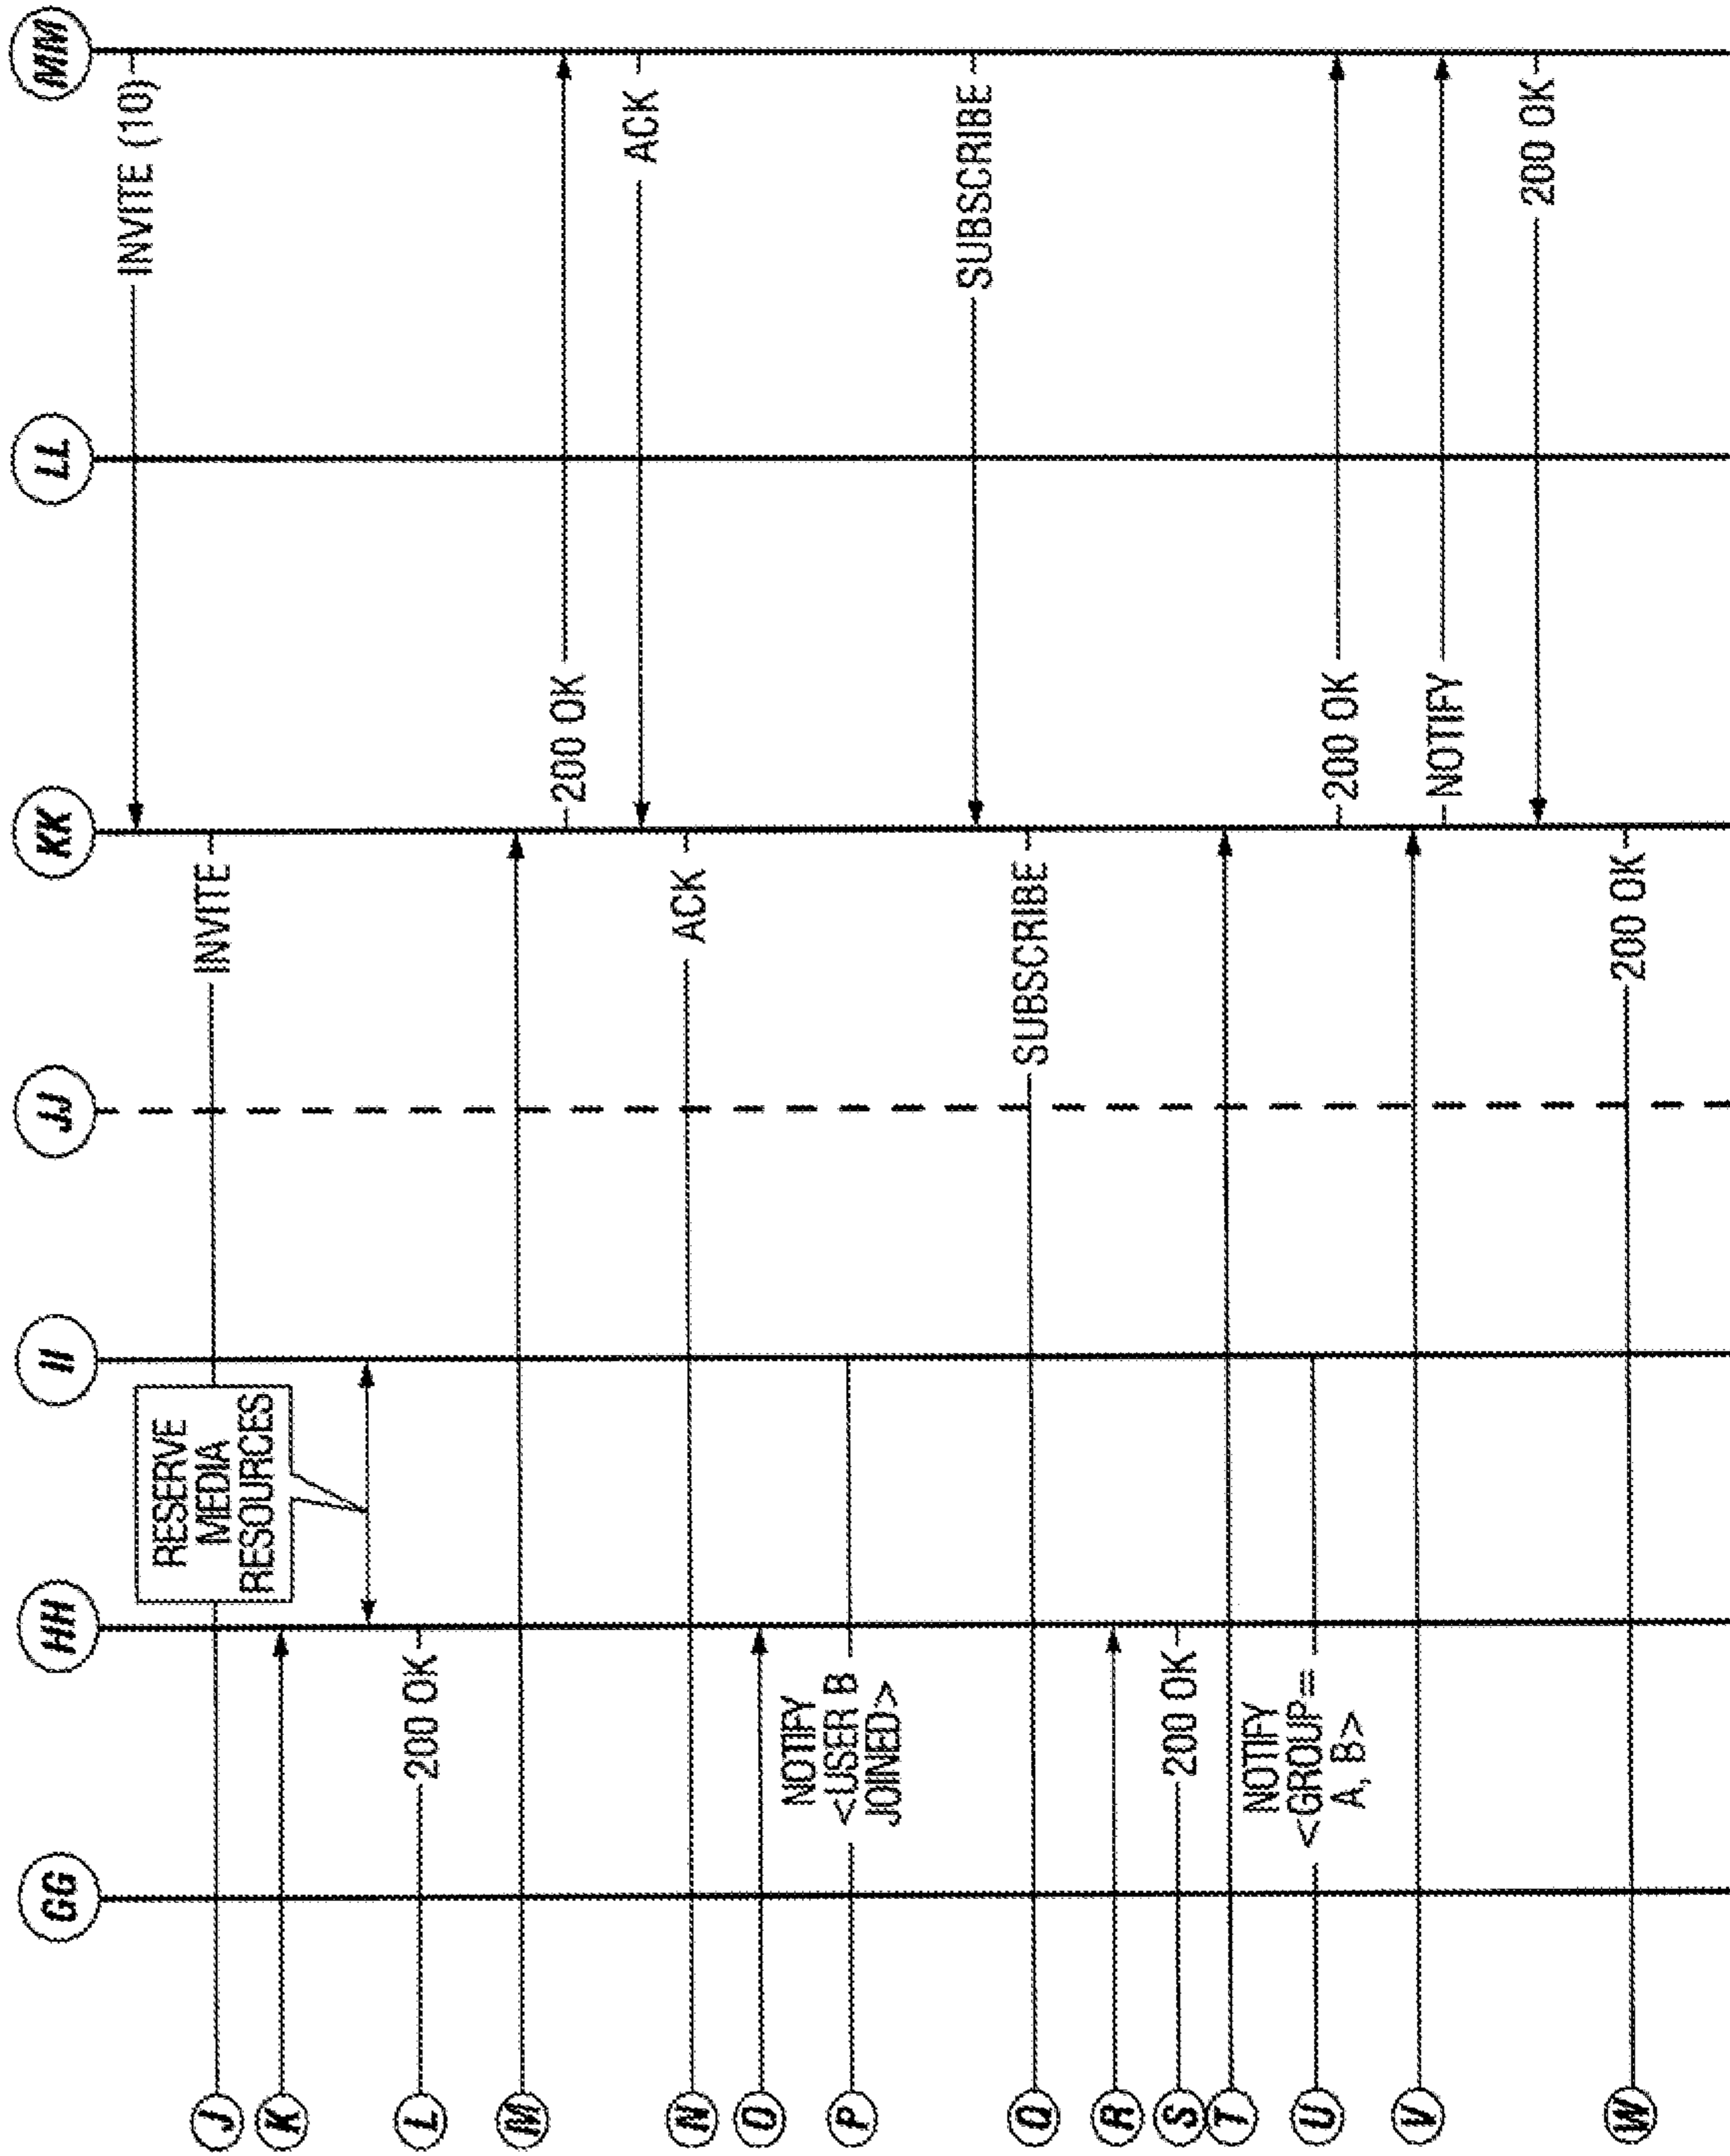 GG
HH
II
JJ
KK
LL
MM
INVITE (10)
J
INVITE
RESERVE
MEDIA
RESOURCES
K
L
200 OK
M
200 OK
ACK
N
ACK
O
P
NOTIFY
<USER B
JOINED>
SUBSCRIBE
Q
SUBSCRIBE
R
S
200 OK
T
U
NOTIFY
<GROUP=
A, B>
200 OK
V
NOTIFY
200 OK
W
200 OK